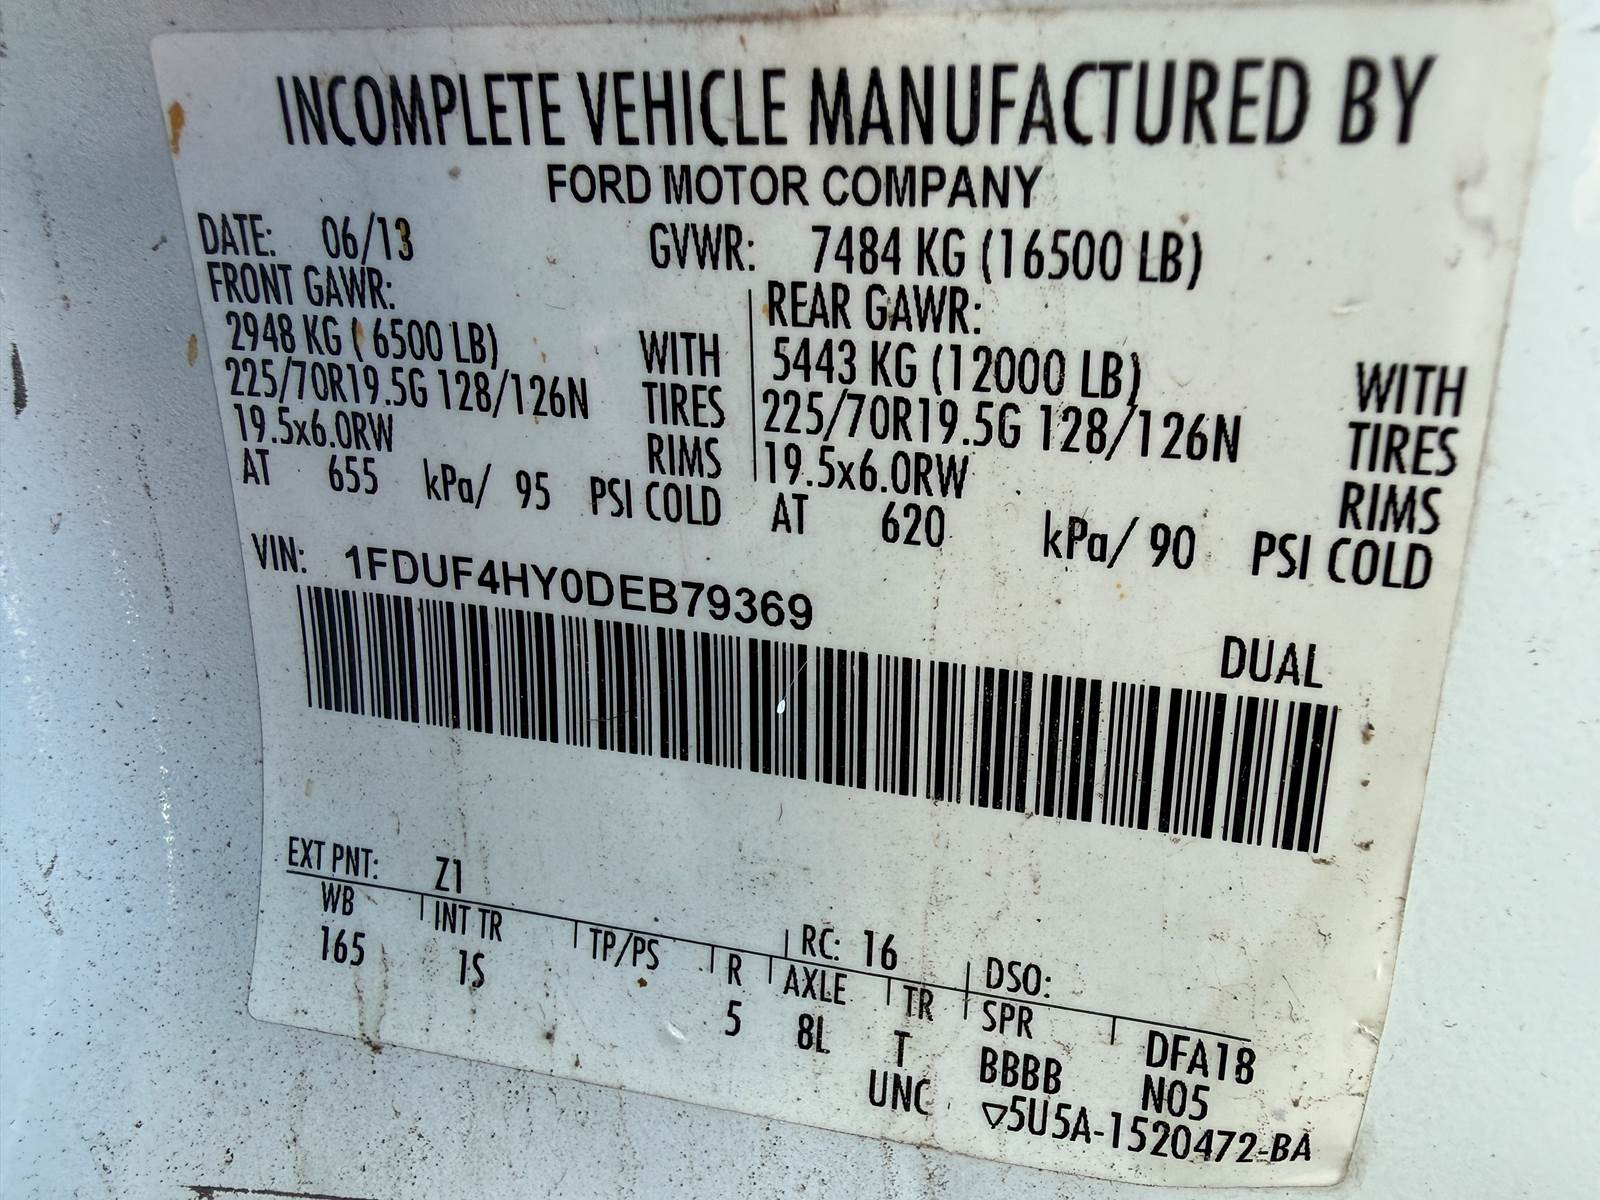 INCOMPLETE VEHICLE MANUFACTURED BY
FORD MOTOR COMPANY
DATE: 06/13 GVWR: 7484 KG (16500 LB)
FRONT GAWR: REAR GAWR:
2948 KG ( 6500 LB) WITH 5443 KG (12000 LB) WITH
225/70R19.5G 128/126N TIRES 225/70R19.5G 128/126N TIRES
19.5x6.0RW RIMS 19.5x6.0RW RIMS
AT 655 kPa/ 95 PSI COLD AT 620 kPa/ 90 PSI COLD
VIN: 1FDUF4HY0DEB79369
DUAL
EXT PNT: Z1 RC: 16 DSO:
WB INT TR TP/PS R AXLE TR SPR DFA18
165 1S 5 8L T BBBB N05
UNC ▽5U5A-1520472-BA